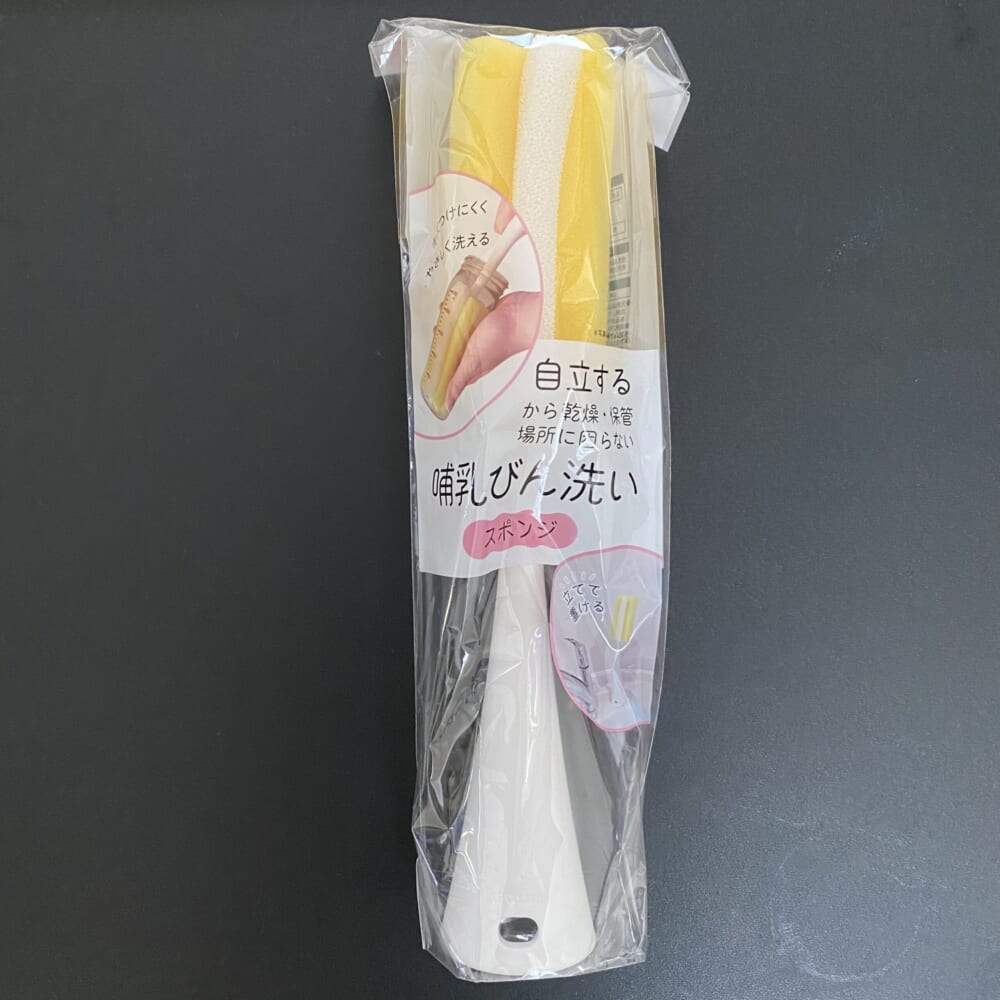 つけにくく
やさしく洗える
自立する
から乾燥・保管
場所に困らない
哺乳びん洗い
スポンジ
立てて
置ける